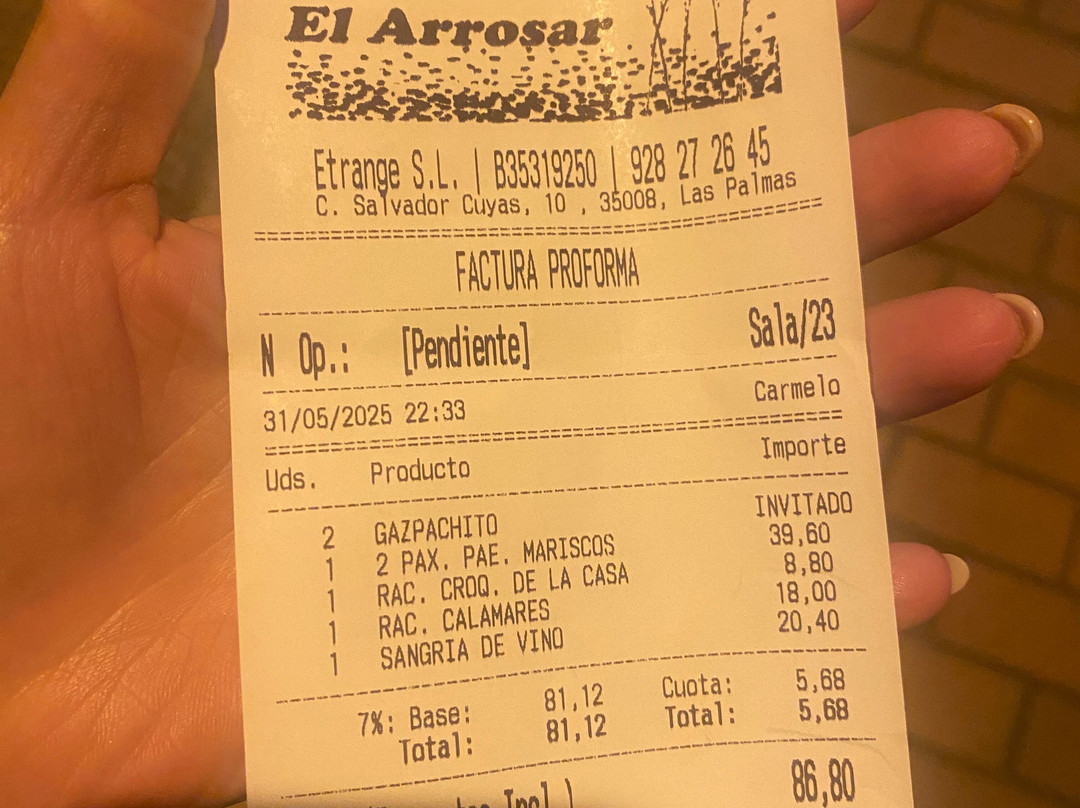 El Arrosar
Etrange S.L. | B35319250 | 928 27 26 45
C. Salvador Cuyas, 10 , 35008, Las Palmas
FACTURA PROFORMA
N Op.: [Pendiente] Sala/23
31/05/2025 22:33 Carmelo
Uds. Producto Importe
2 GAZPACHITO INVITADO
1 2 PAX. PAE. MARISCOS 39,60
1 RAC. CROQ. DE LA CASA 8,80
1 RAC. CALAMARES 18,00
1 SANGRIA DE VINO 20,40
7%: Base: 81,12 Cuota: 5,68
Total: 81,12 Total: 5,68
Incl.) 86,80